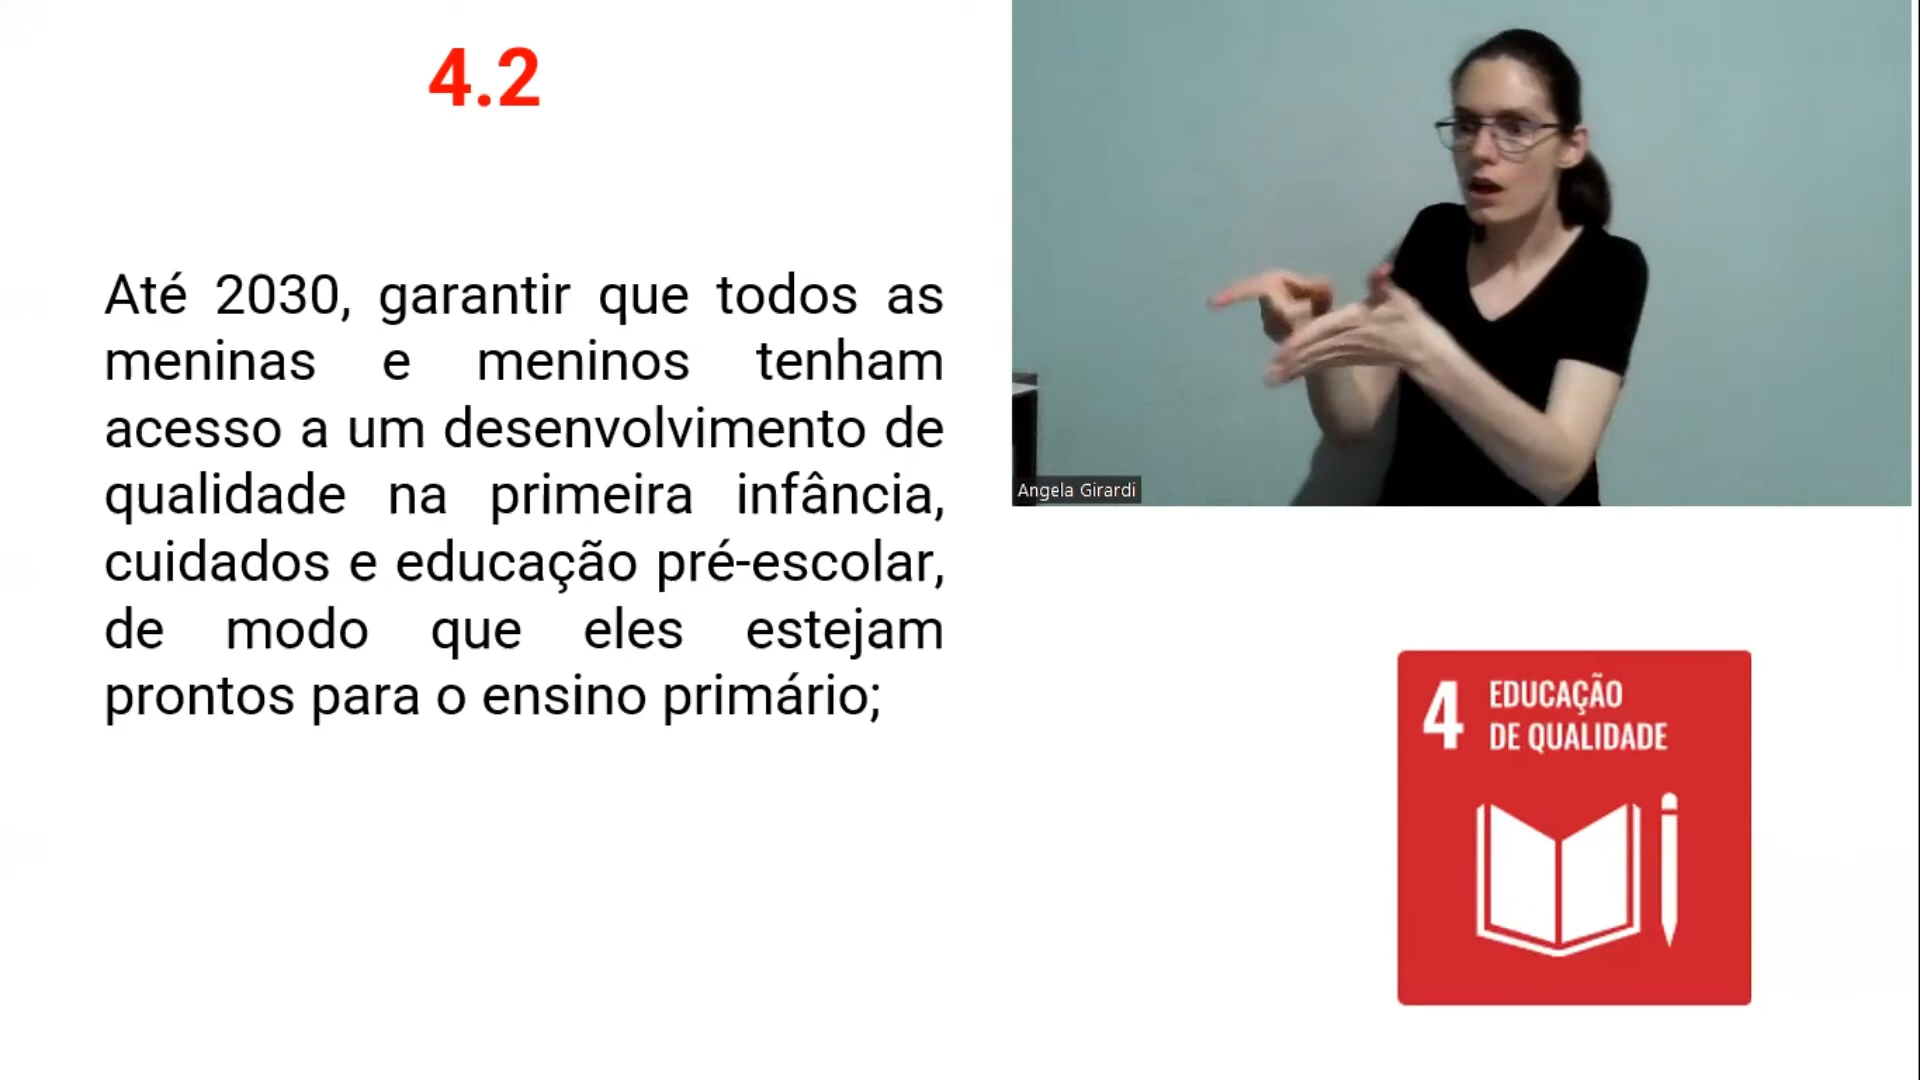 4.2
Até 2030, garantir que todos as
meninas e meninos tenham
acesso a um desenvolvimento de
qualidade na primeira infância,
cuidados e educação pré-escolar,
de modo que eles estejam
prontos para o ensino primário;
Angela Girardi
4 EDUCAÇÃO
DE QUALIDADE